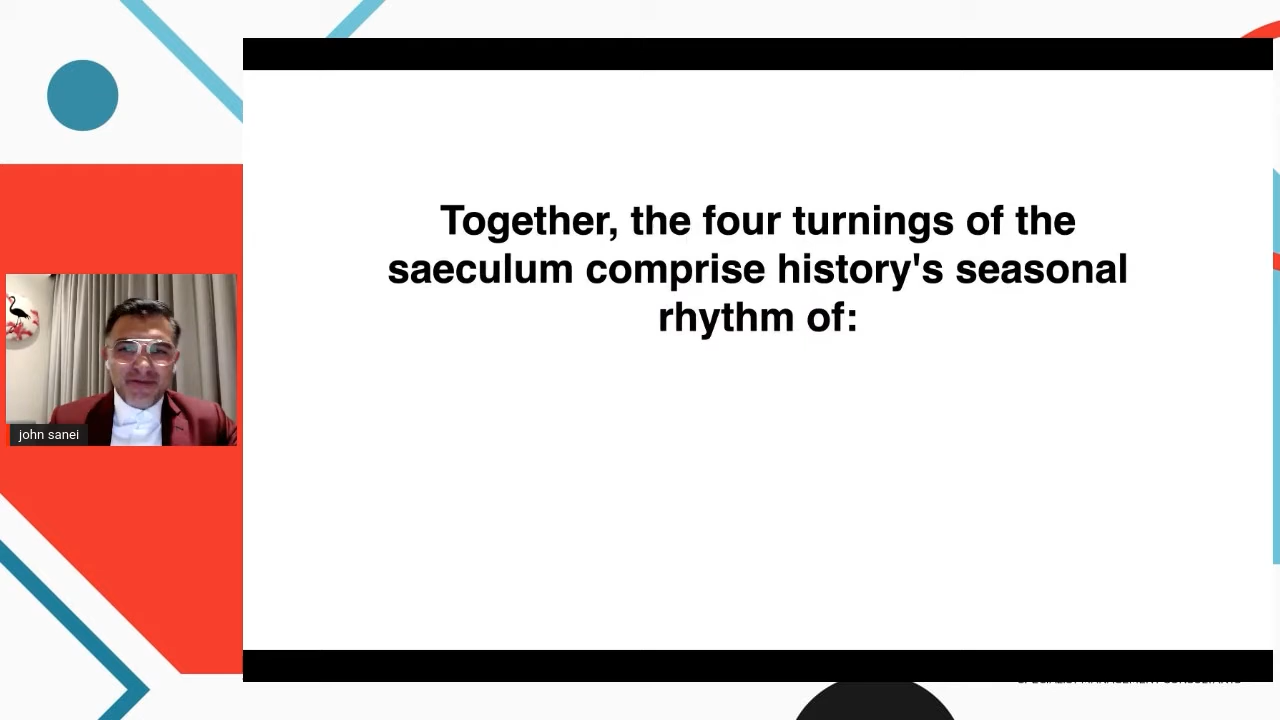 Together, the four turnings of the
saeculum comprise history's seasonal
rhythm of:
john sanei